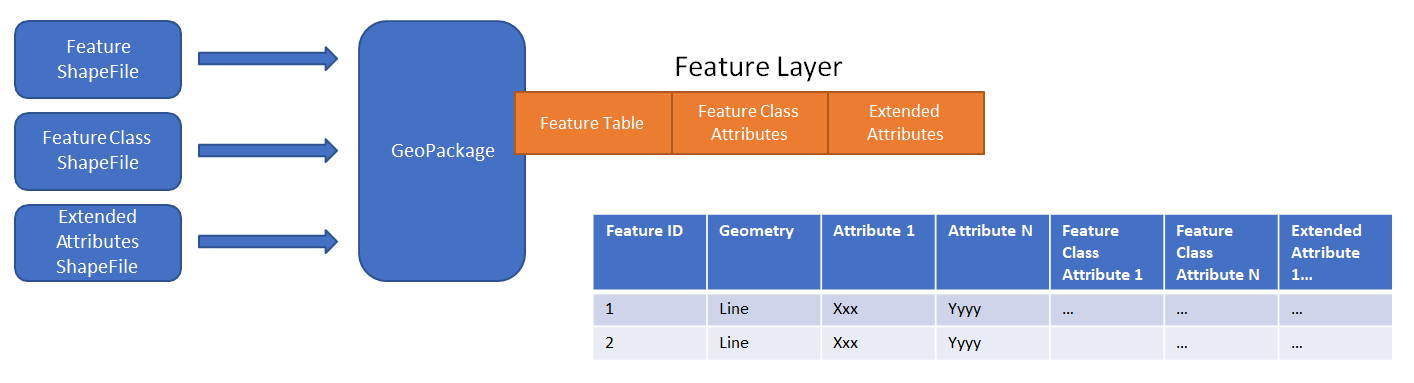 Feature
ShapeFile
Feature Class
ShapeFile
Extended
Attributes
ShapeFile
GeoPackage
Feature Layer
Feature Table
Feature Class
Attributes
Extended
Attributes
Feature ID
Geometry
Attribute 1
Attribute N
Feature
Class
Attribute 1
Feature
Class
Attribute N
Extended
Attribute
1...
1
Line
Xxx
Yyyy
...
...
...
2
Line
Xxx
Yyyy
...
...